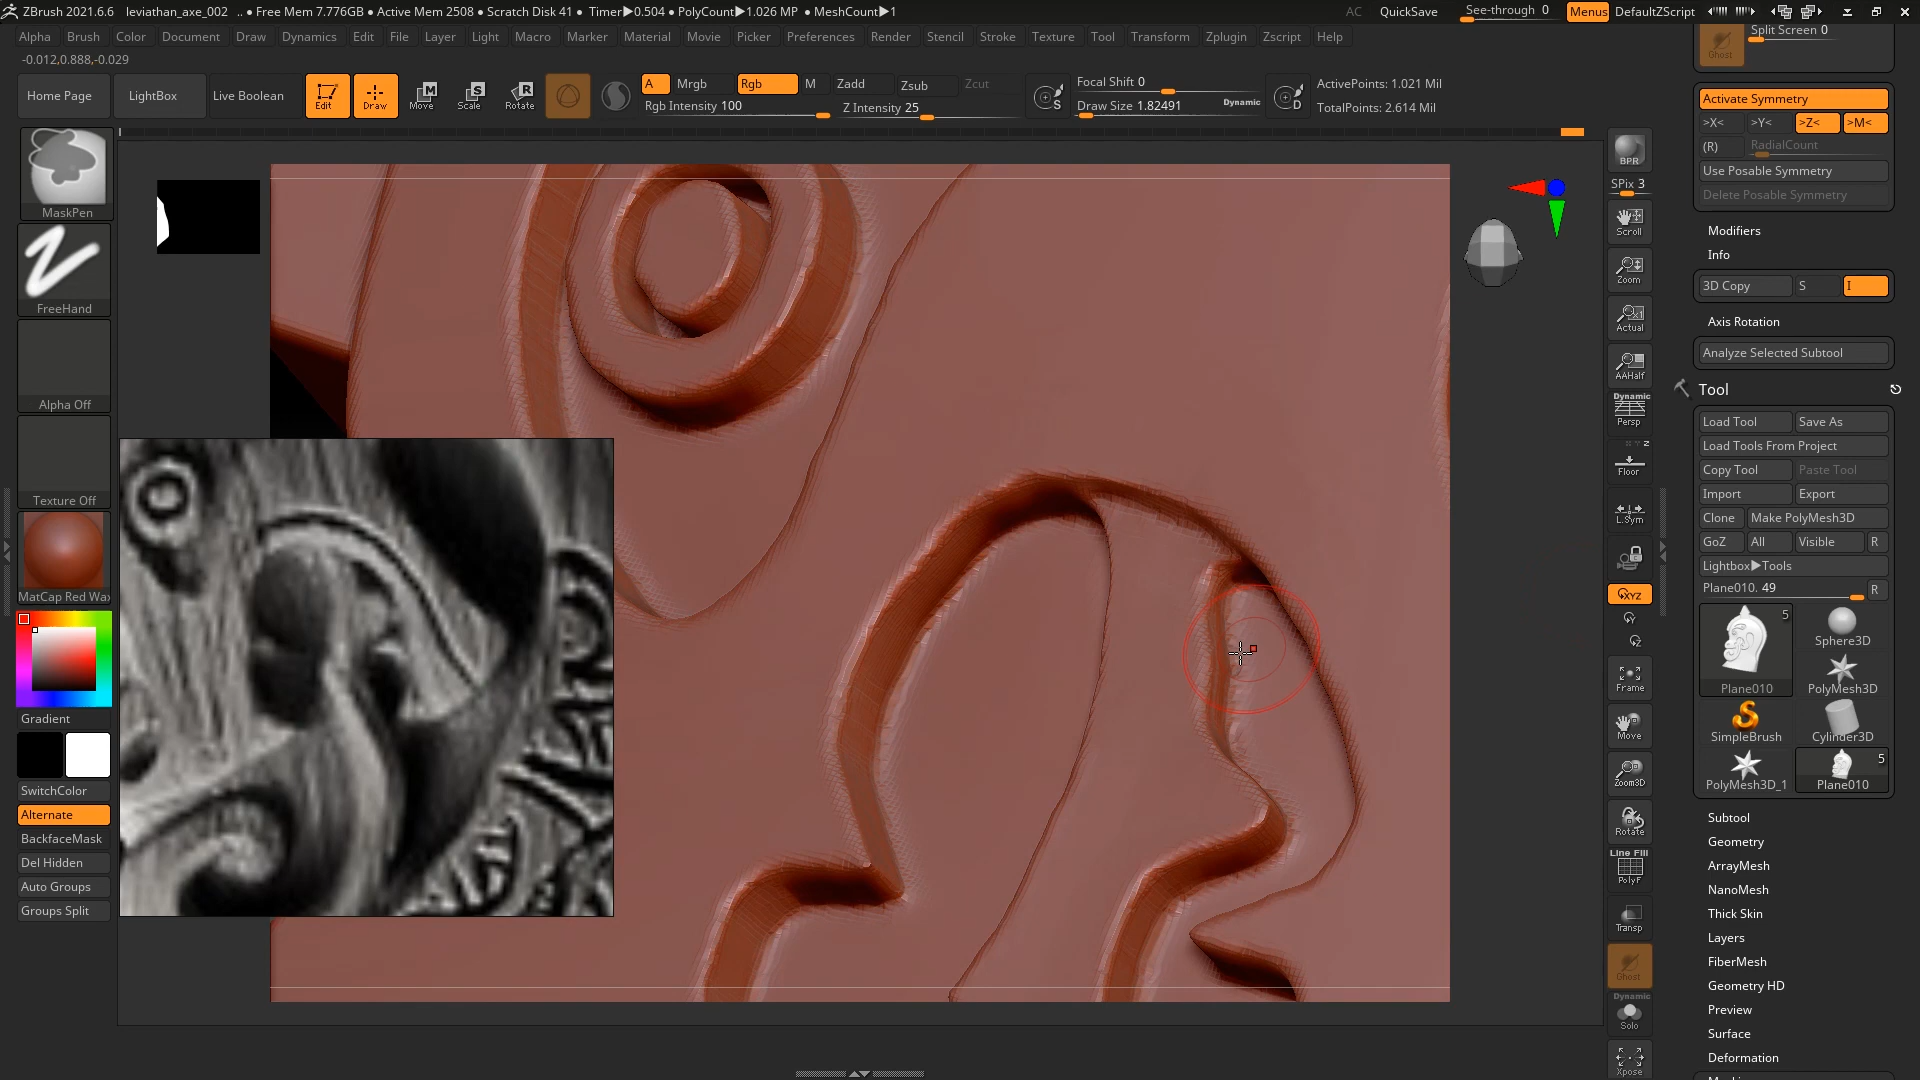 ZBrush 2021.6.6 leviathan_axe_002 .. ● Free Mem 7.776GB ● Active Mem 2508 ● Scratch Disk 41 ● Timer▶0.504 ● PolyCount▶1.026 MP ● MeshCount▶1 AC QuickSave See-through 0 Menus DefaultZScript
Alpha Brush Color Document Draw Dynamics Edit File Layer Light Macro Marker Material Movie Picker Preferences Render Stencil Stroke Texture Tool Transform Zplugin Zscript Help
-0.012,0.888,-0.029
Home Page LightBox Live Boolean Edit Draw Move Scale Rotate
M S R
A Mrgb Rgb M Zadd Zsub Zcut
Rgb Intensity 100 Z Intensity 25
S Focal Shift 0
Draw Size 1.82491 Dynamic D
ActivePoints: 1.021 Mil
TotalPoints: 2.614 Mil
MaskPen
FreeHand
Alpha Off
Texture Off
MatCap Red Wax
Gradient
SwitchColor
Alternate
BackfaceMask
Del Hidden
Auto Groups
Groups Split
BPR
SPix 3
Scroll
Zoom
Actual
AAHalf
Dynamic
Persp
Floor
L.Sym
XYZ
Y
Z
Frame
Move
Zoom3D
Rotate
Line Fill
PolyF
Transp
Ghost
Dynamic
Solo
Xpose
Ghost Split Screen 0
Activate Symmetry
>X< >Y< >Z< >M<
(R) RadialCount
Use Posable Symmetry
Delete Posable Symmetry
Modifiers
Info
3D Copy S I
Axis Rotation
Analyze Selected Subtool
Tool
Load Tool Save As
Load Tools From Project
Copy Tool Paste Tool
Import Export
Clone Make PolyMesh3D
GoZ All Visible R
Lightbox▶Tools
Plane010. 49 R
5
Plane010 Sphere3D
PolyMesh3D
SimpleBrush Cylinder3D
5
PolyMesh3D_1 Plane010
Subtool
Geometry
ArrayMesh
NanoMesh
Thick Skin
Layers
FiberMesh
Geometry HD
Preview
Surface
Deformation